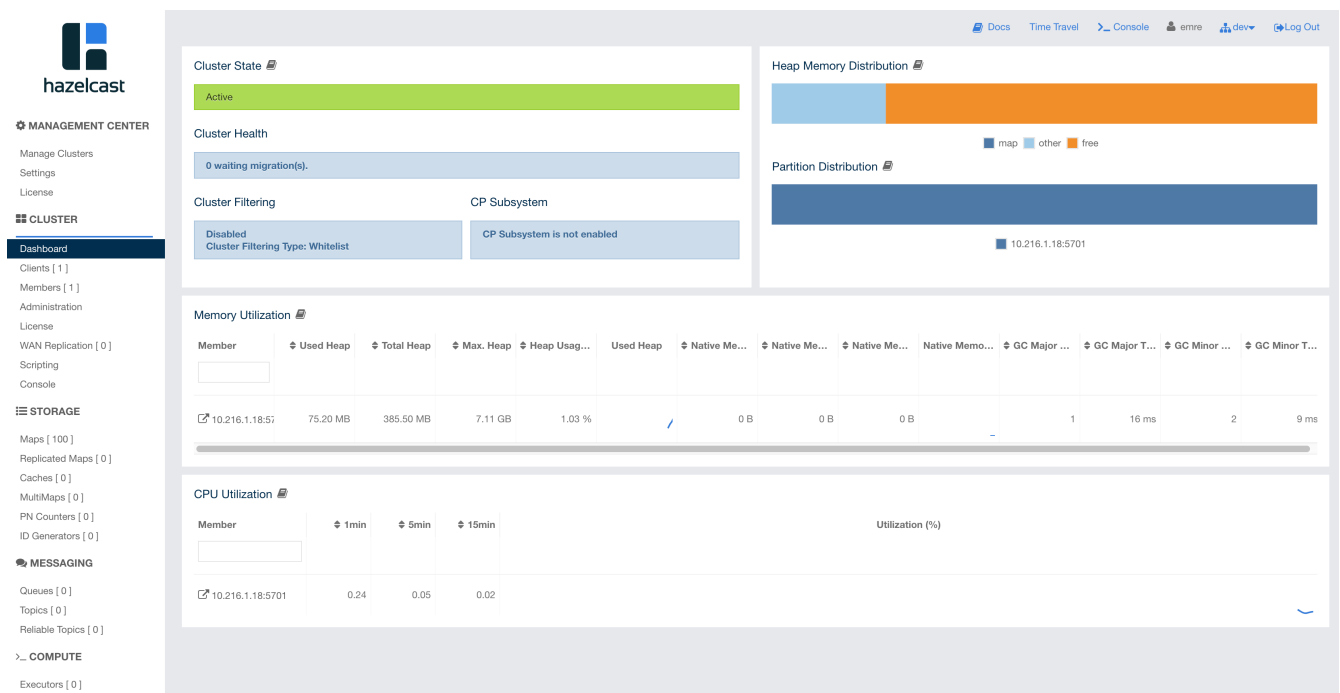 hazelcast
MANAGEMENT CENTER
Manage Clusters
Settings
License
CLUSTER
Dashboard
Clients [ 1 ]
Members [ 1 ]
Administration
License
WAN Replication [ 0 ]
Scripting
Console
STORAGE
Maps [ 100 ]
Replicated Maps [ 0 ]
Caches [ 0 ]
MultiMaps [ 0 ]
PN Counters [ 0 ]
ID Generators [ 0 ]
MESSAGING
Queues [ 0 ]
Topics [ 0 ]
Reliable Topics [ 0 ]
>_ COMPUTE
Executors [ 0 ]
Docs Time Travel >_ Console emre dev Log Out
Cluster State
Active
Cluster Health
0 waiting migration(s).
Cluster Filtering
Disabled
Cluster Filtering Type: Whitelist
CP Subsystem
CP Subsystem is not enabled
Heap Memory Distribution
map other free
Partition Distribution
10.216.1.18:5701
Memory Utilization
Member Used Heap Total Heap Max. Heap Heap Usag... Used Heap Native Me... Native Me... Native Me... Native Memo... GC Major ... GC Major T... GC Minor ... GC Minor T...
10.216.1.18:57 75.20 MB 385.50 MB 7.11 GB 1.03 % 0 B 0 B 0 B 1 16 ms 2 9 ms
CPU Utilization
Member 1min 5min 15min Utilization (%)
10.216.1.18:5701 0.24 0.05 0.02